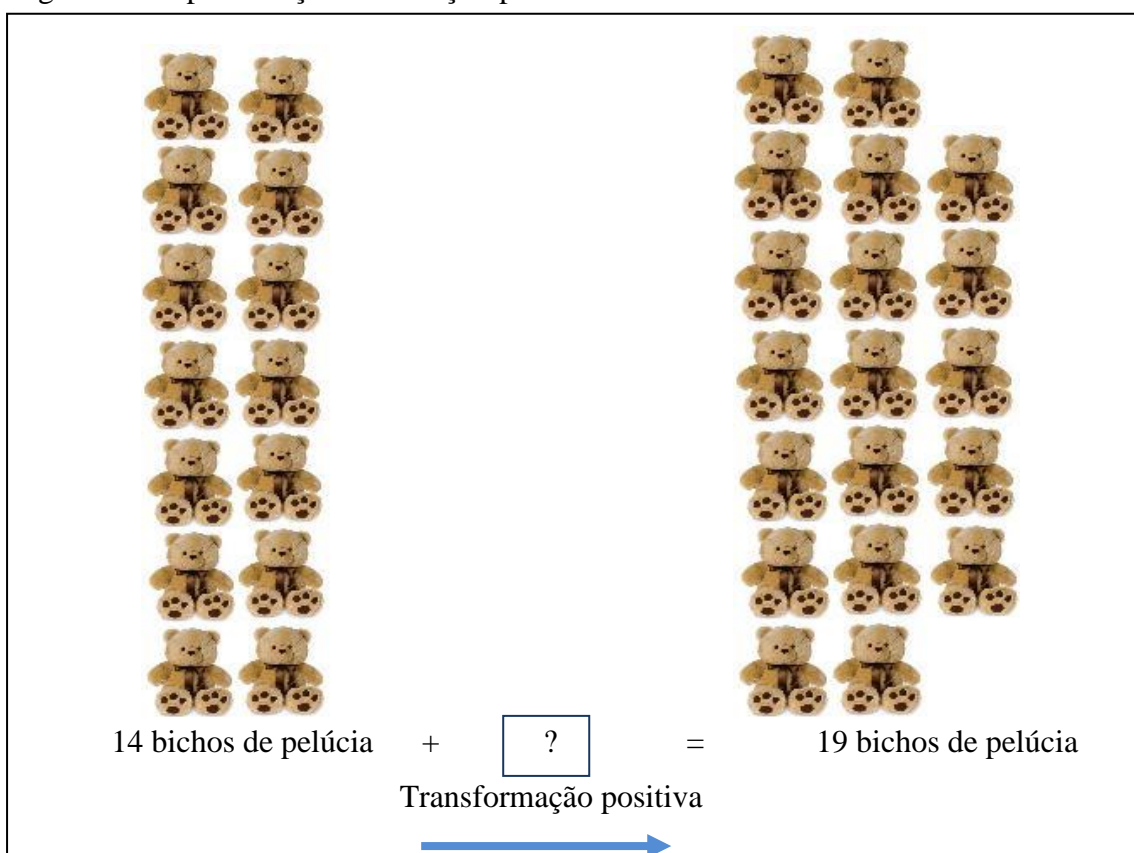 14 bichos de pelúcia + ? = 19 bichos de pelúcia
Transformação positiva